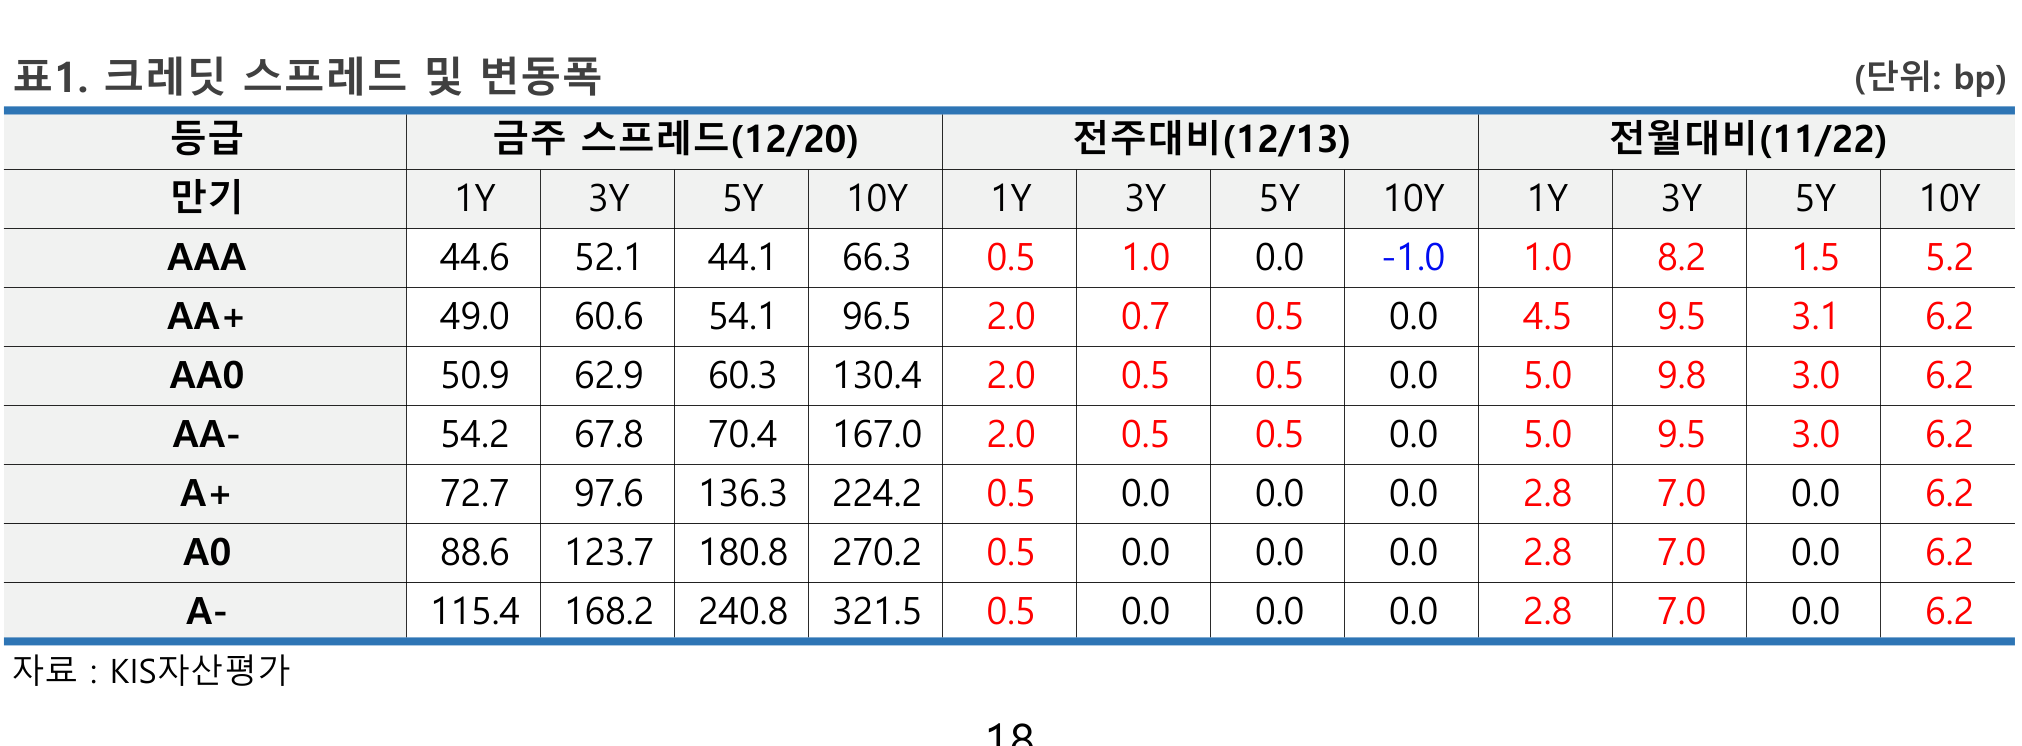 표1. 크레딧 스프레드 및 변동폭 (단위: bp)
등급 금주 스프레드(12/20) 전주대비(12/13) 전월대비(11/22)
만기 1Y 3Y 5Y 10Y 1Y 3Y 5Y 10Y 1Y 3Y 5Y 10Y
AAA 44.6 52.1 44.1 66.3 0.5 1.0 0.0 -1.0 1.0 8.2 1.5 5.2
AA+ 49.0 60.6 54.1 96.5 2.0 0.7 0.5 0.0 4.5 9.5 3.1 6.2
AA0 50.9 62.9 60.3 130.4 2.0 0.5 0.5 0.0 5.0 9.8 3.0 6.2
AA- 54.2 67.8 70.4 167.0 2.0 0.5 0.5 0.0 5.0 9.5 3.0 6.2
A+ 72.7 97.6 136.3 224.2 0.5 0.0 0.0 0.0 2.8 7.0 0.0 6.2
A0 88.6 123.7 180.8 270.2 0.5 0.0 0.0 0.0 2.8 7.0 0.0 6.2
A- 115.4 168.2 240.8 321.5 0.5 0.0 0.0 0.0 2.8 7.0 0.0 6.2
자료 : KIS자산평가
18